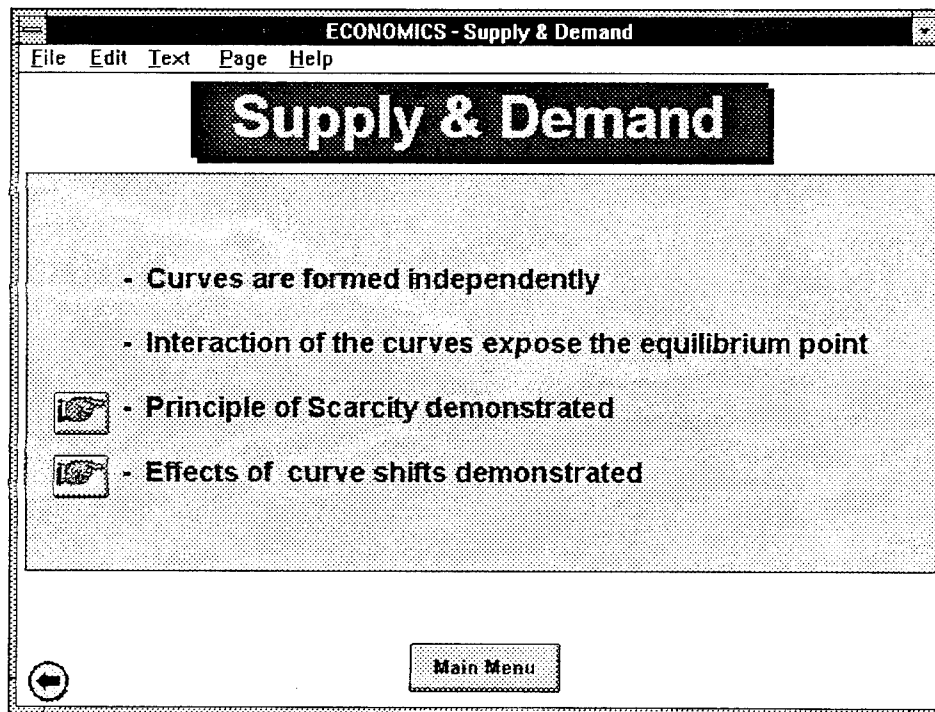 ECONOMICS - Supply & Demand
File Edit Text Page Help
Supply & Demand
- Curves are formed independently
- Interaction of the curves expose the equilibrium point
- Principle of Scarcity demonstrated
- Effects of curve shifts demonstrated
Main Menu